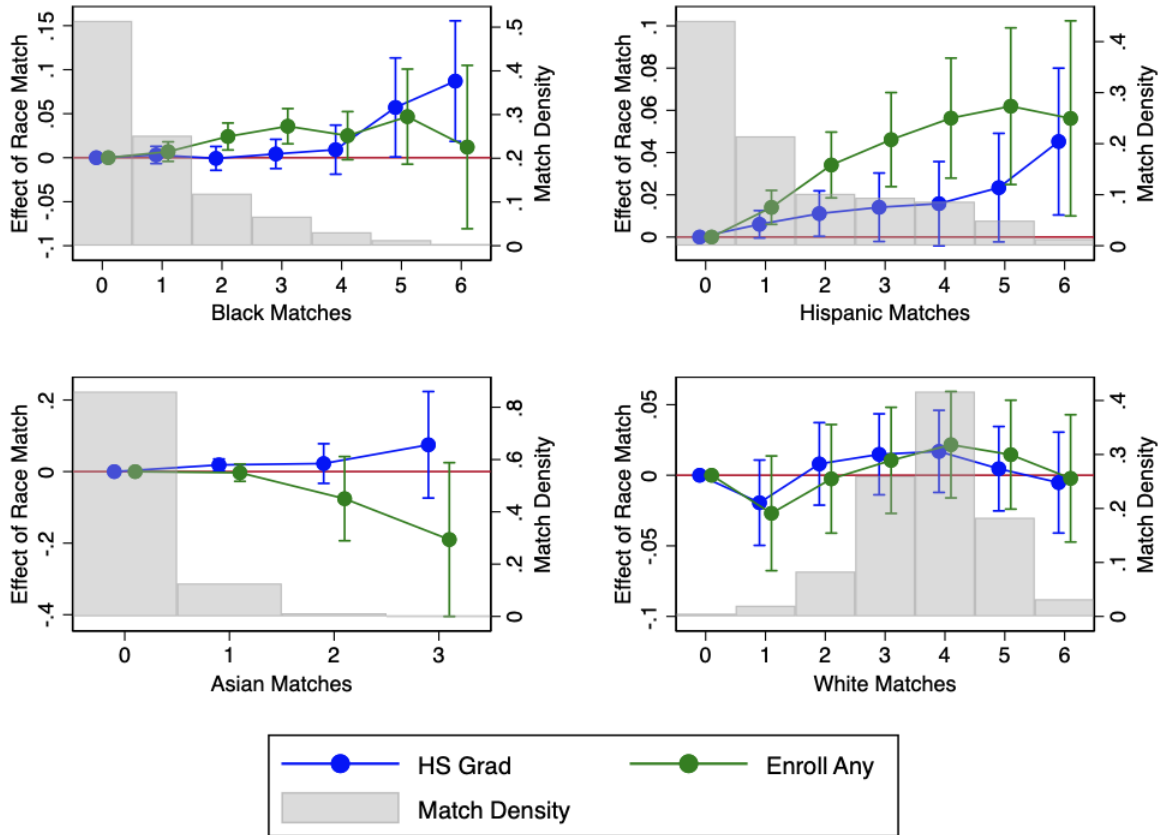 Effect of Race Match
.15
.1
.05
0
-.05
-.1
.5
.4
.3
.2
.1
0
Match Density
0 1 2 3 4 5 6
Black Matches
Effect of Race Match
.1
.08
.06
.04
.02
0
.4
.3
.2
.1
0
Match Density
0 1 2 3 4 5 6
Hispanic Matches
Effect of Race Match
.2
0
-.2
-.4
.8
.6
.4
.2
0
Match Density
0 1 2 3
Asian Matches
Effect of Race Match
.05
0
-.05
-.1
.4
.3
.2
.1
0
Match Density
0 1 2 3 4 5 6
White Matches
HS Grad Enroll Any
Match Density